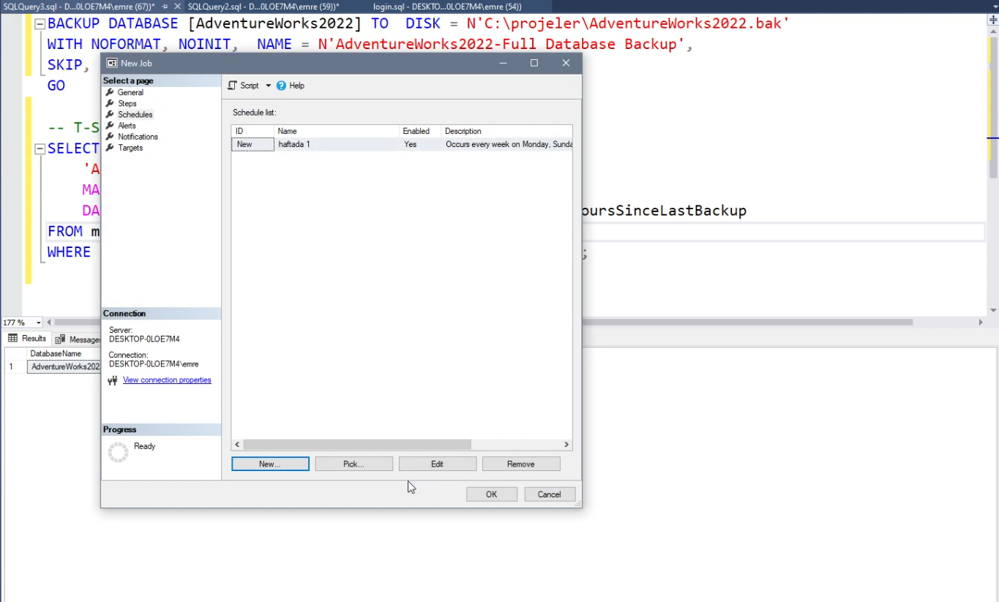 SQLQuery3.sql - D...0LOE7M4\emre (67))*
SQLQuery2.sql - D...0LOE7M4\emre (59))*
login.sql - DESKTO...0LOE7M4\emre (54))
BACKUP DATABASE [AdventureWorks2022] TO DISK = N'C:\projeler\AdventureWorks2022.bak'
WITH NOFORMAT, NOINIT, NAME = N'AdventureWorks2022-Full Database Backup',
SKIP,
GO
-- T-S
SELECT
'A
MA
DA
oursSinceLastBackup
FROM m
WHERE
;
New Job
Select a page
General
Steps
Schedules
Alerts
Notifications
Targets
Script
Help
Schedule list:
ID Name Enabled Description
New haftada 1 Yes Occurs every week on Monday, Sunda
Connection
Server:
DESKTOP-0LOE7M4
Connection:
DESKTOP-0LOE7M4\emre
View connection properties
Progress
Ready
New...
Pick...
Edit
Remove
OK
Cancel
177 %
Results
Messages
DatabaseName
1 AdventureWorks202